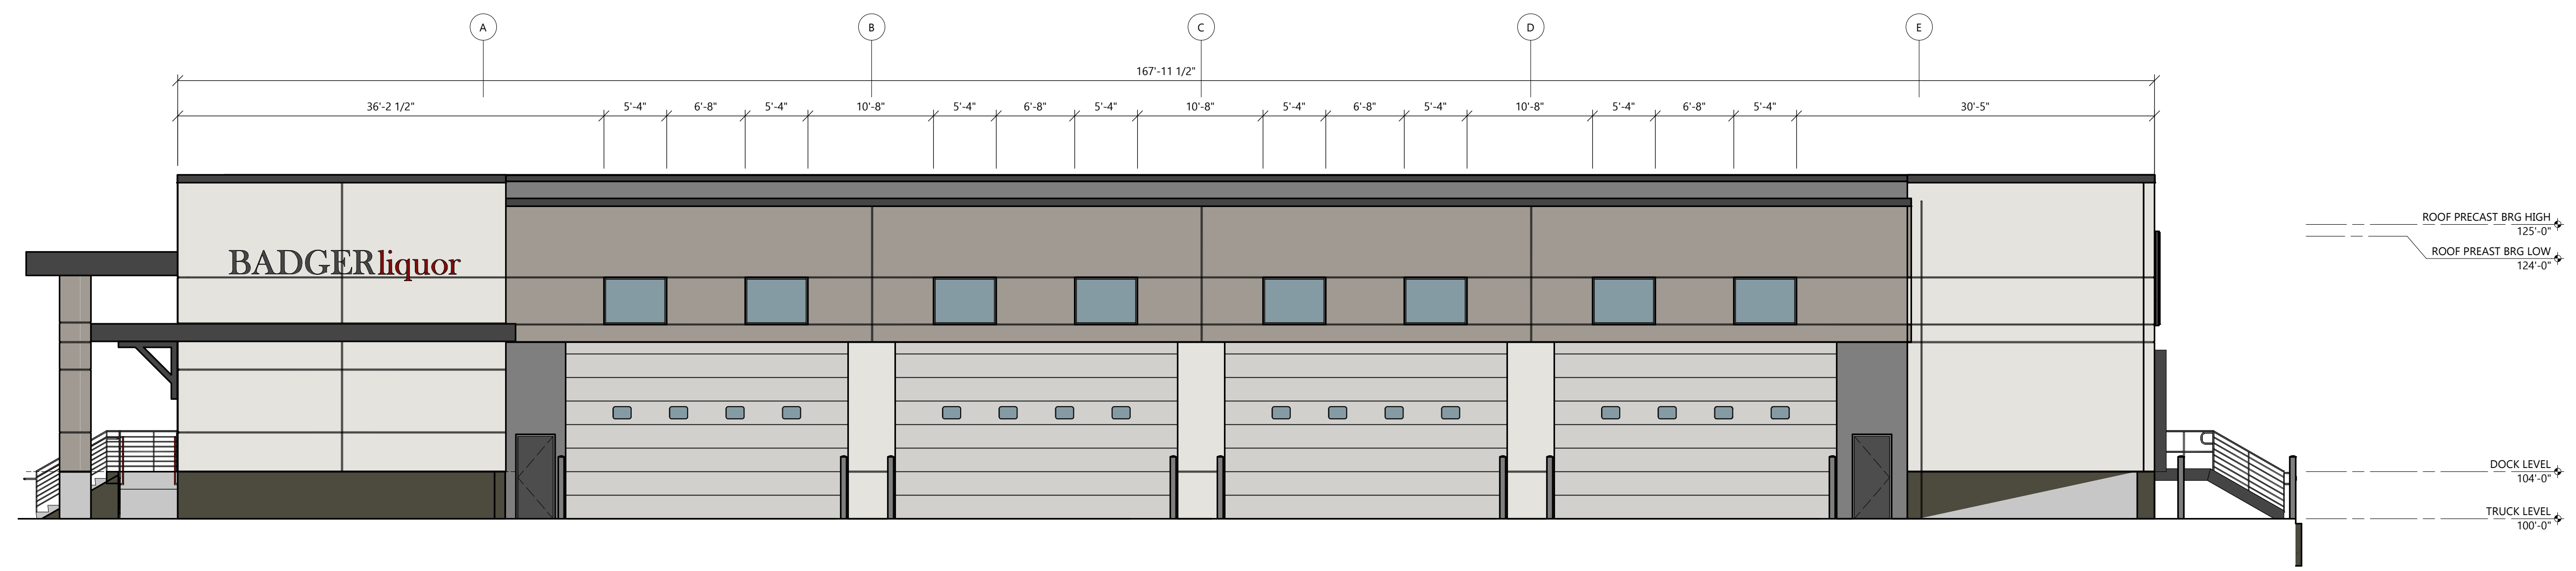 A B C D E
167'-11 1/2"
36'-2 1/2" 5'-4" 6'-8" 5'-4" 10'-8" 5'-4" 6'-8" 5'-4" 10'-8" 5'-4" 6'-8" 5'-4" 10'-8" 5'-4" 6'-8" 5'-4" 30'-5"
BADGERliquor
ROOF PRECAST BRG HIGH
125'-0"
ROOF PREAST BRG LOW
124'-0"
DOCK LEVEL
104'-0"
TRUCK LEVEL
100'-0"